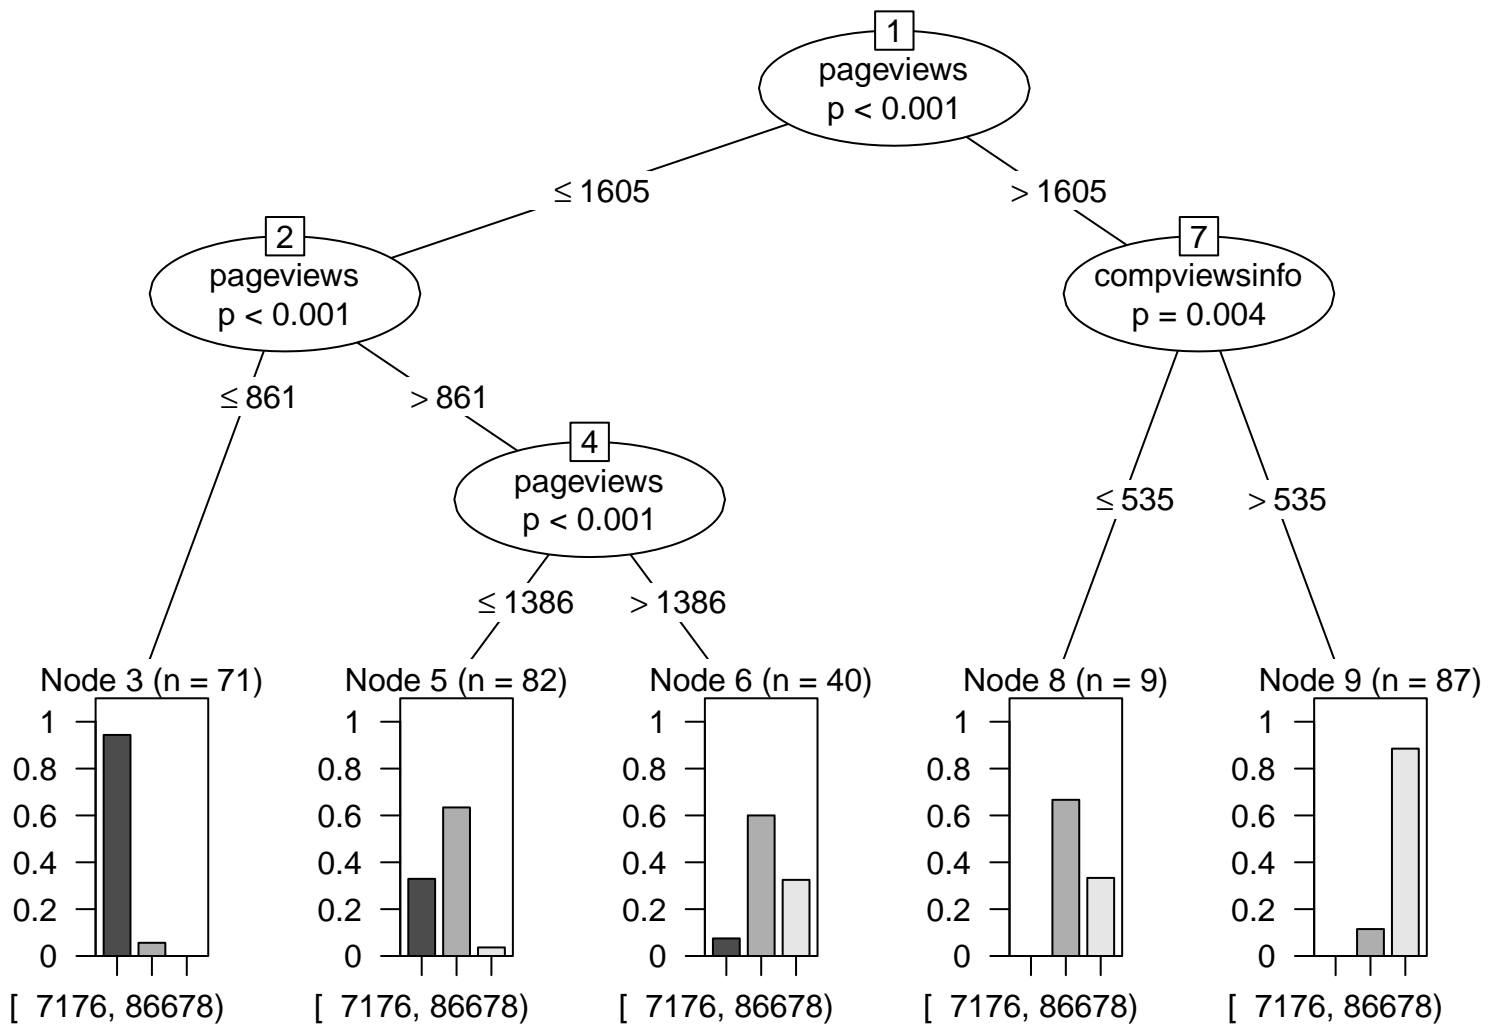 1
pageviews
p < 0.001
≤ 1605
> 1605
2
pageviews
p < 0.001
7
compviewsinfo
p = 0.004
≤ 861
> 861
4
pageviews
p < 0.001
≤ 535
> 535
≤ 1386
> 1386
Node 3 (n = 71)
1
0.8
0.6
0.4
0.2
0
[  7176, 86678)
Node 5 (n = 82)
1
0.8
0.6
0.4
0.2
0
[  7176, 86678)
Node 6 (n = 40)
1
0.8
0.6
0.4
0.2
0
[  7176, 86678)
Node 8 (n = 9)
1
0.8
0.6
0.4
0.2
0
[  7176, 86678)
Node 9 (n = 87)
1
0.8
0.6
0.4
0.2
0
[  7176, 86678)